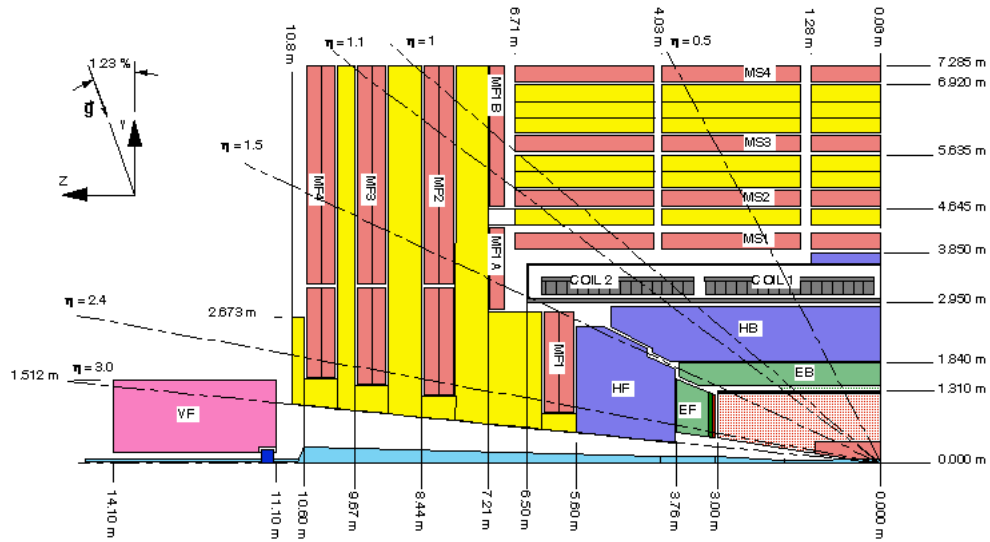 10.8 m
6.71 m
4.03 m
1.28 m
0.08 m
η = 1.1
η = 1
η = 0.5
1.23 %
g
Y
Z
η = 1.5
η = 2.4
η = 3.0
1.512 m
2.673 m
MF4
MF3
MF2
MF1B
MF1A
MF1
MS4
MS3
MS2
MS1
COIL 2
COIL 1
HB
EB
HF
EF
VF
7.285 m
6.920 m
5.635 m
4.645 m
3.850 m
2.950 m
1.840 m
1.310 m
0.000 m
14.10 m
11.10 m
10.60 m
9.67 m
8.44 m
7.21 m
6.50 m
5.60 m
3.76 m
3.00 m
0.000 m